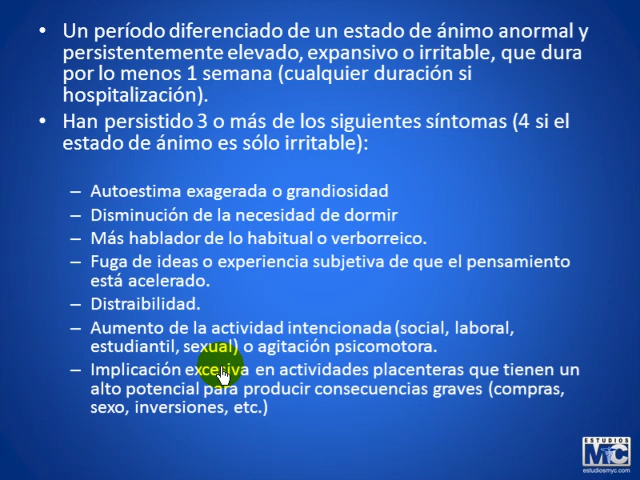 • Un período diferenciado de un estado de ánimo anormal y
persistentemente elevado, expansivo o irritable, que dura
por lo menos 1 semana (cualquier duración si
hospitalización).
• Han persistido 3 o más de los siguientes síntomas (4 si el
estado de ánimo es sólo irritable):
– Autoestima exagerada o grandiosidad
– Disminución de la necesidad de dormir
– Más hablador de lo habitual o verborreico.
– Fuga de ideas o experiencia subjetiva de que el pensamiento
está acelerado.
– Distraibilidad.
– Aumento de la actividad intencionada (social, laboral,
estudiantil, sexual) o agitación psicomotora.
– Implicación excesiva en actividades placenteras que tienen un
alto potencial para producir consecuencias graves (compras,
sexo, inversiones, etc.)
ESTUDIOS
MyC
estudiosmyc.com